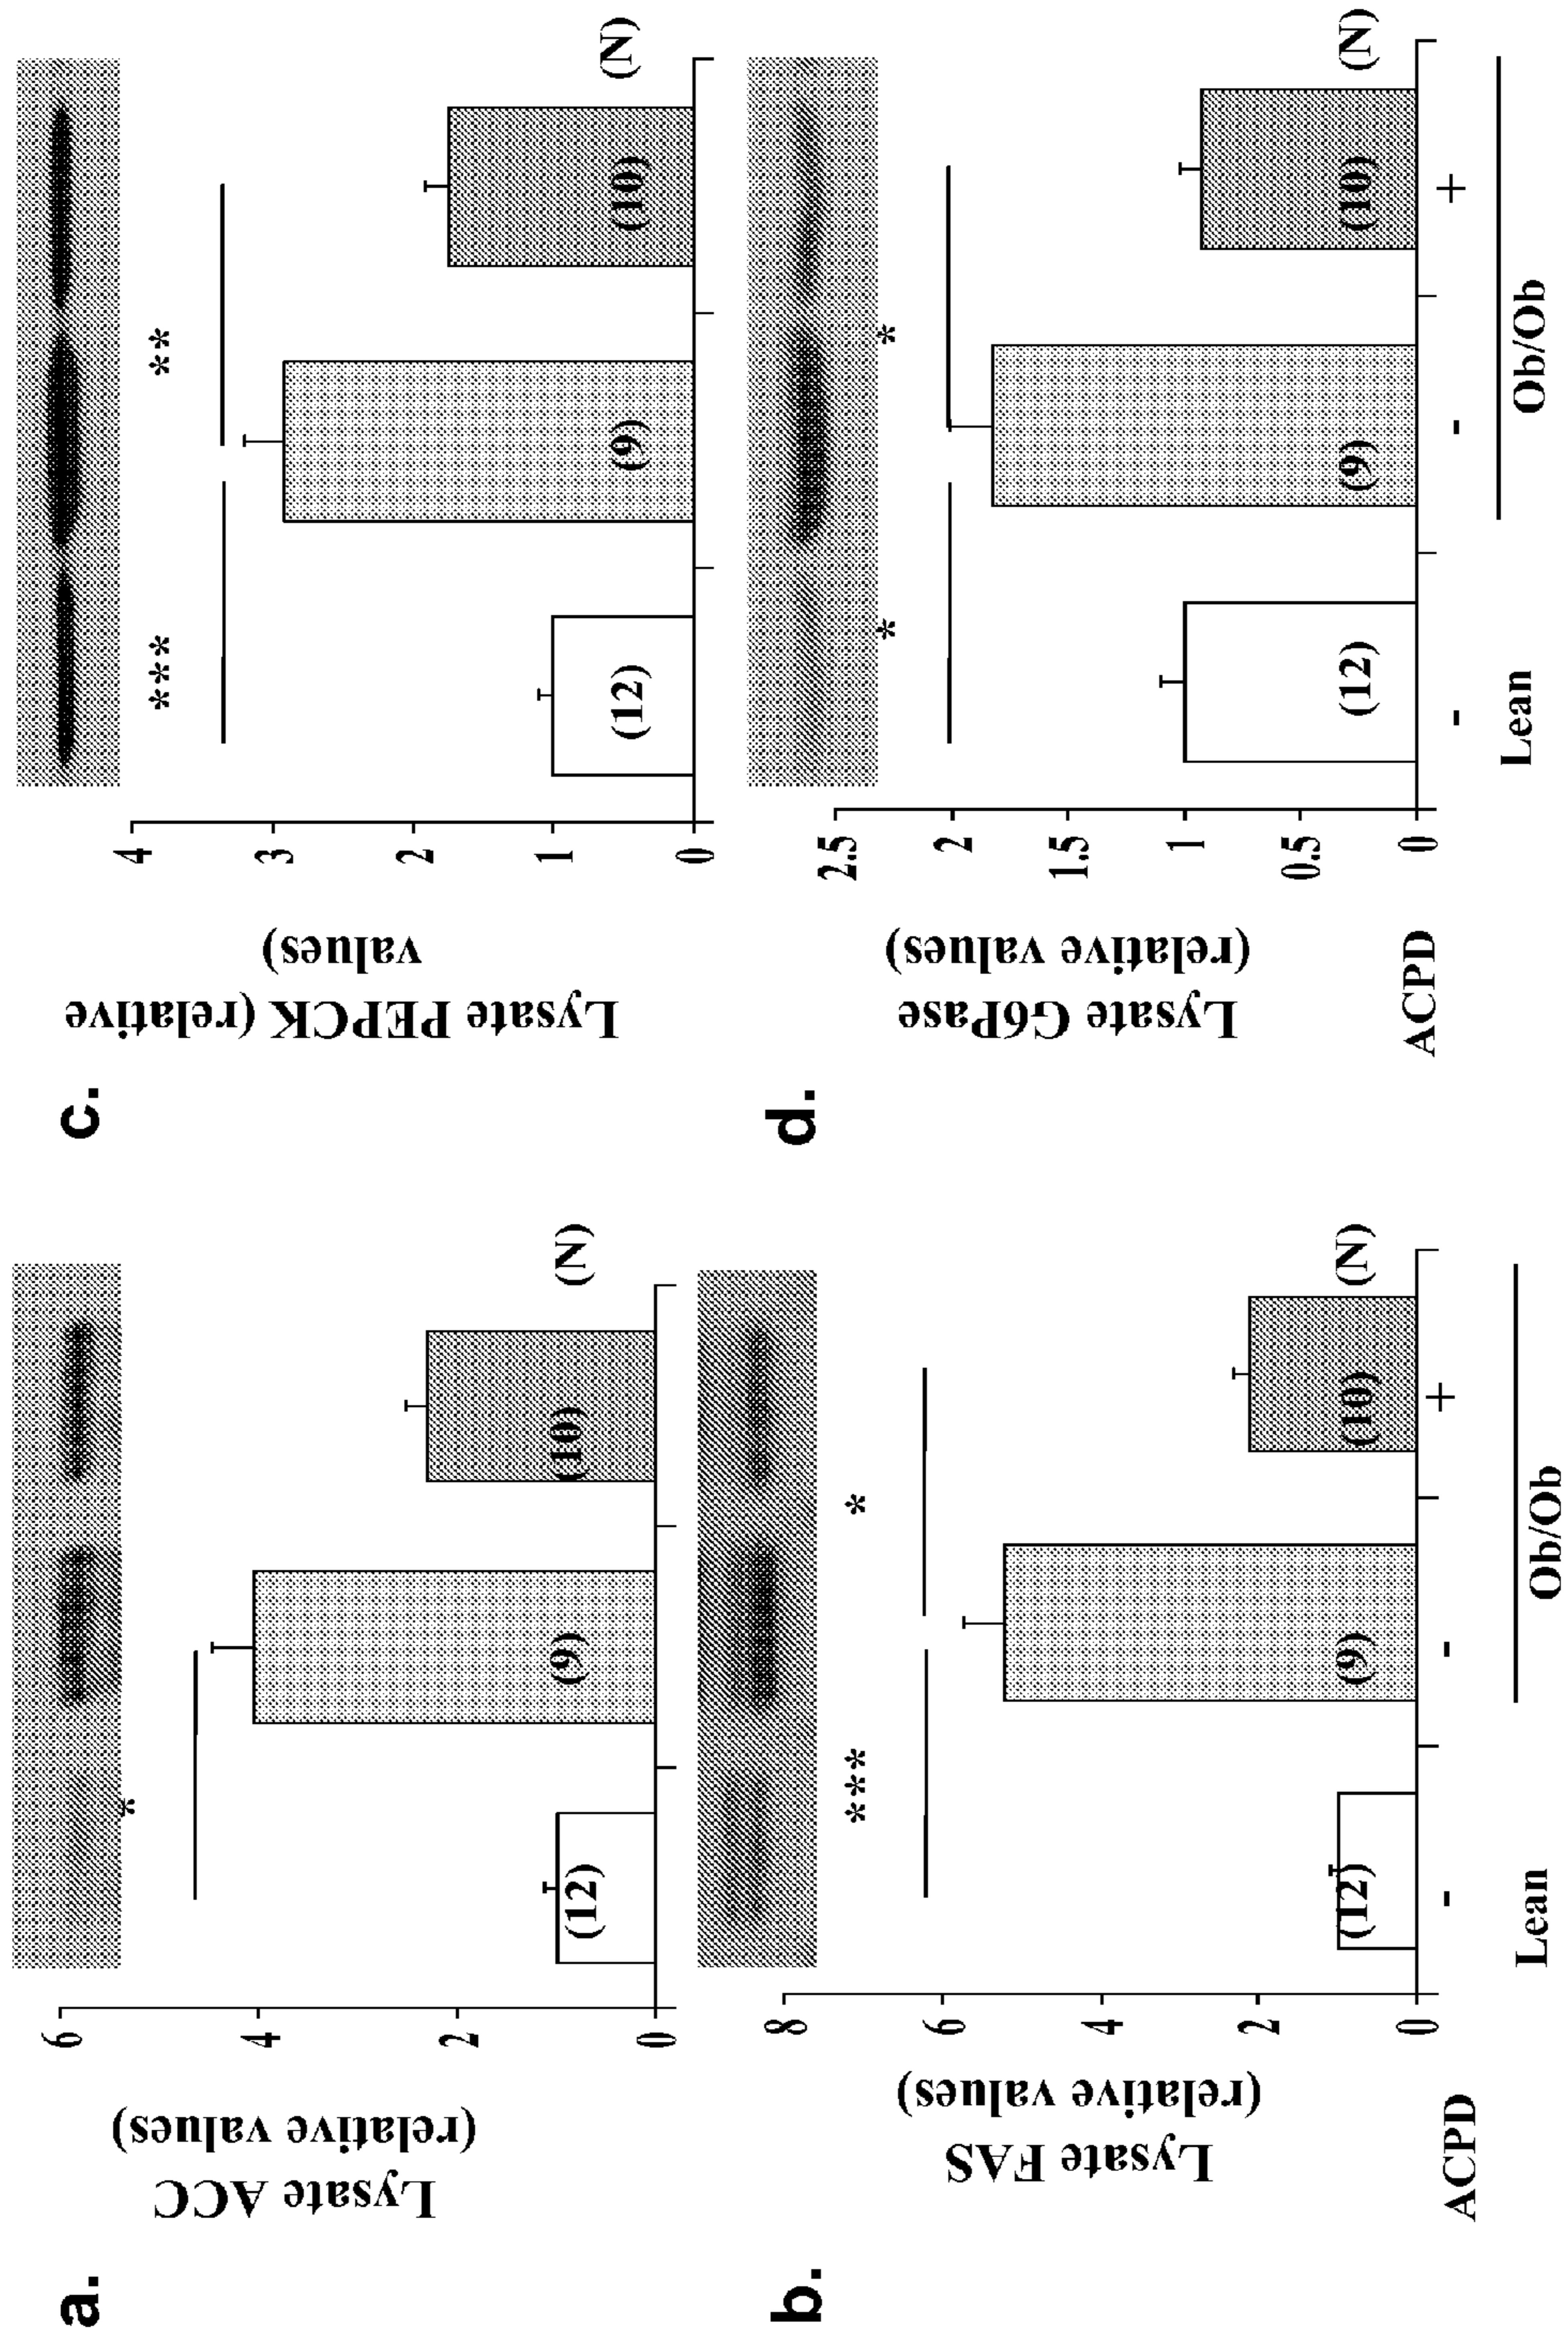 a.
*
Lysate ACC
(relative values)
6
4
2
0
(12)
(9)
(10)
(N)
b.
***
*
Lysate FAS
(relative values)
8
6
4
2
0
(12)
(9)
(10)
(N)
ACPD
-
-
+
Lean
Ob/Ob
c.
***
**
Lysate PEPCK (relative
values)
4
3
2
1
0
(12)
(9)
(10)
(N)
d.
*
*
Lysate G6Pase
(relative values)
2.5
2
1.5
1
0.5
0
(12)
(9)
(10)
(N)
ACPD
-
-
+
Lean
Ob/Ob